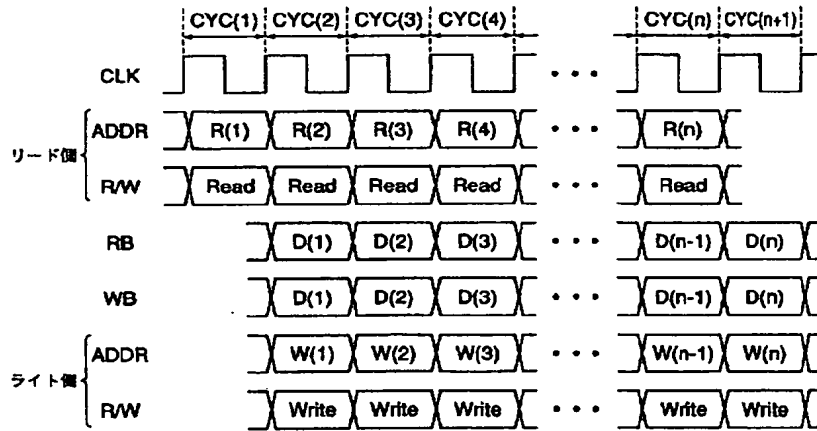 CYC(1) CYC(2) CYC(3) CYC(4) CYC(n) CYC(n+1)
CLK • • •
リード側
ADDR R(1) R(2) R(3) R(4) • • • R(n)
R/W Read Read Read Read • • • Read
RB D(1) D(2) D(3) • • • D(n-1) D(n)
WB D(1) D(2) D(3) • • • D(n-1) D(n)
ライト側
ADDR W(1) W(2) W(3) • • • W(n-1) W(n)
R/W Write Write Write • • • Write Write